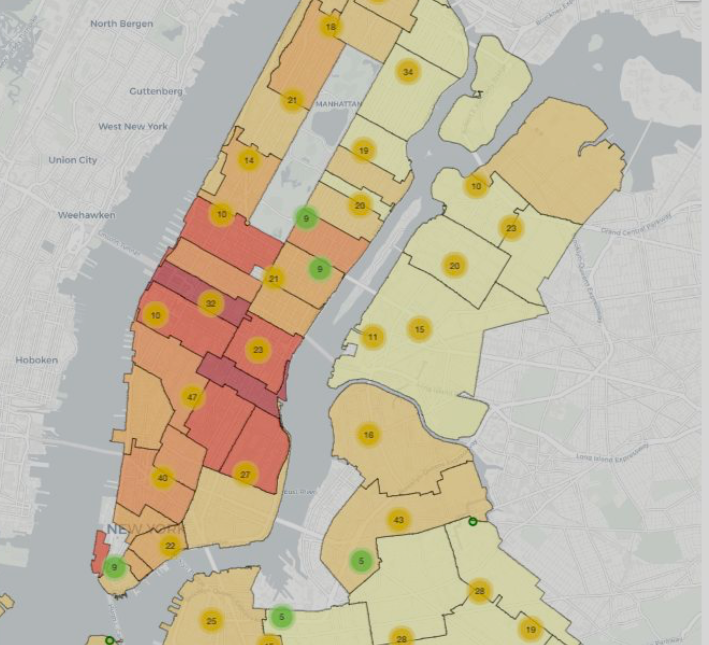 North Bergen
18
34
Guttenberg
21
MANHATTAN
West New York
19
Union City
14
10
20
Weehawken
10
9
23
Grand Central Parkway
21
9
20
32
10
11
15
23
Hoboken
47
16
Long Island Expressway
40
27
East River
43
NEW YORK
22
9
5
28
25
5
19
28